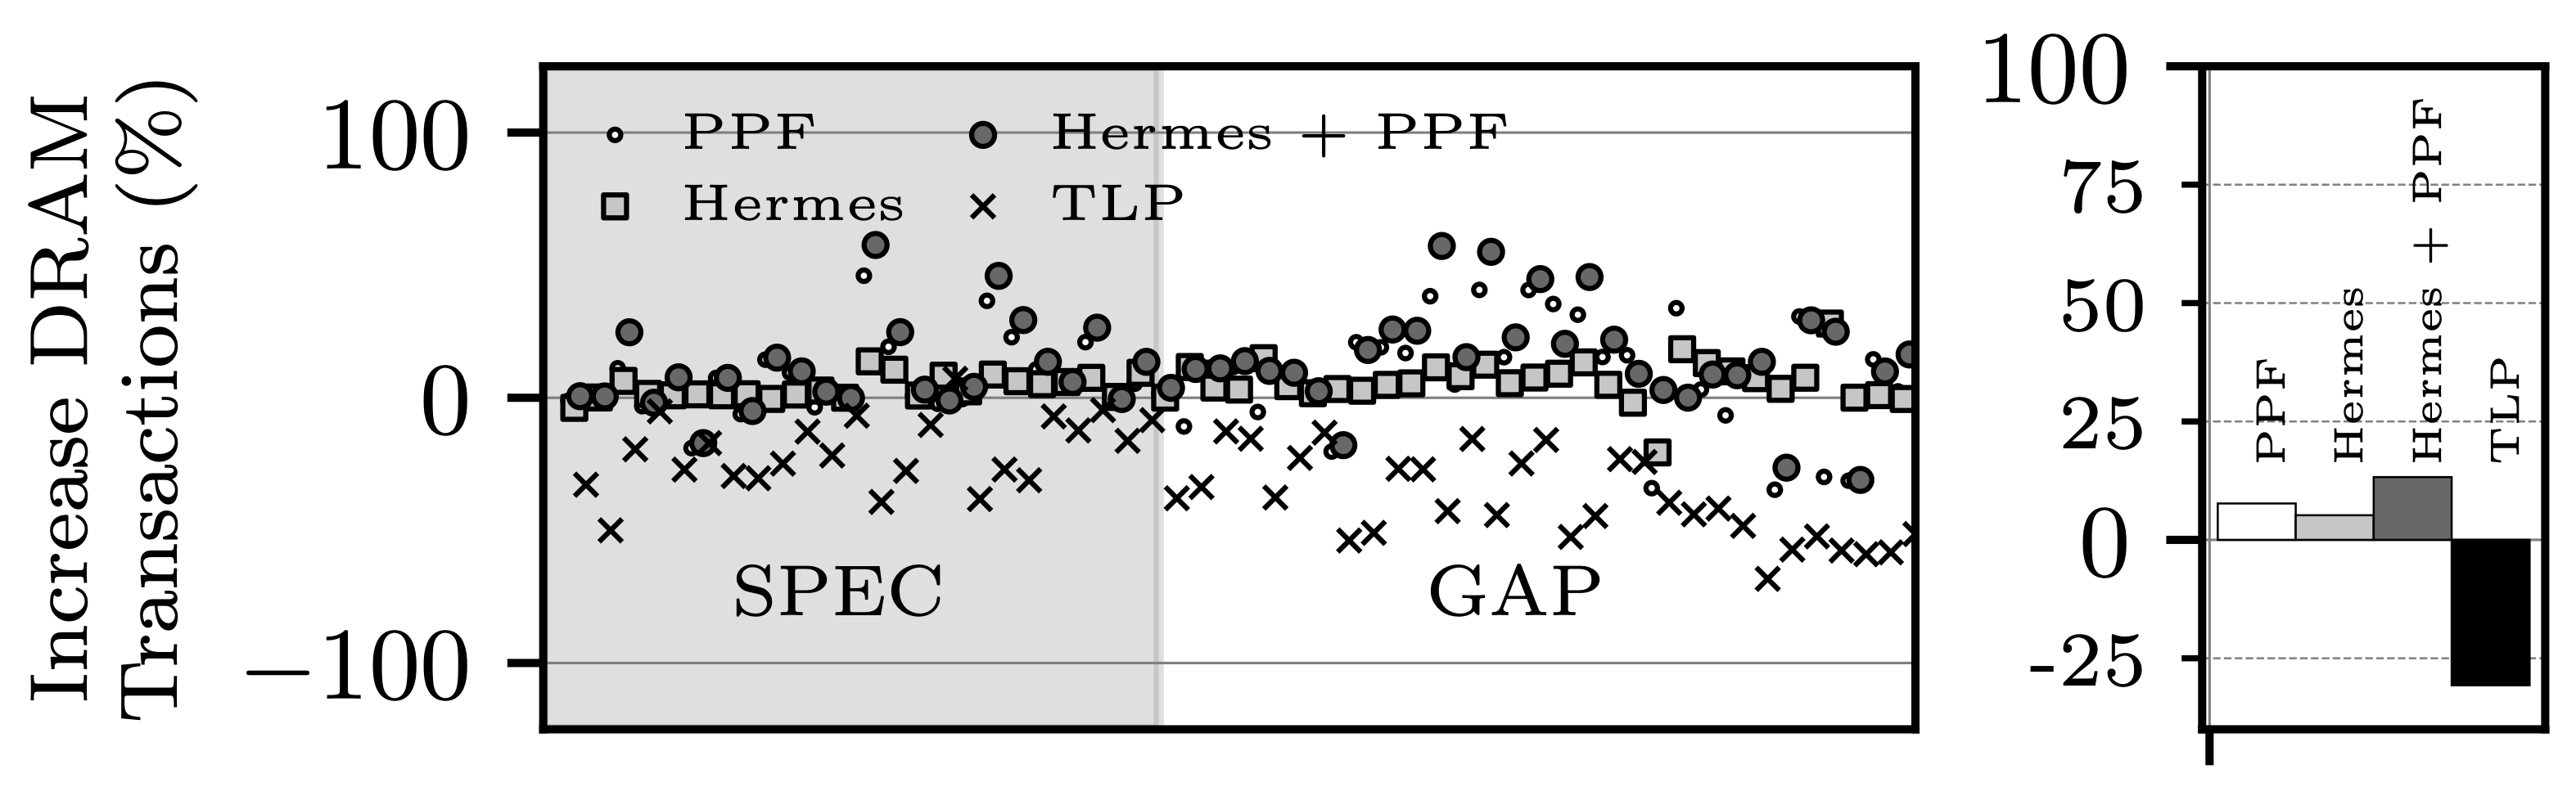 Increase DRAM
Transactions (%)
100
0
−100
PPF
Hermes + PPF
Hermes
TLP
SPEC
GAP
100
75
50
25
0
-25
PPF
Hermes
Hermes + PPF
TLP